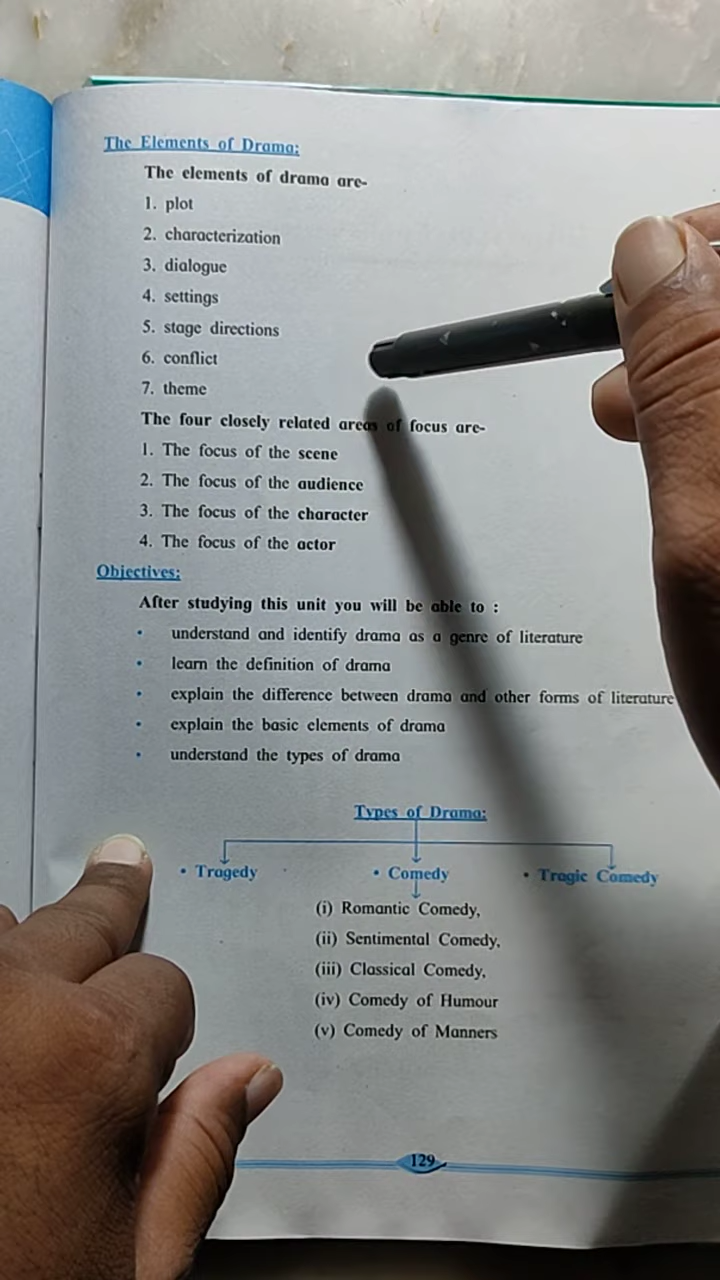 The Elements of Drama:
The elements of drama are-
1. plot
2. characterization
3. dialogue
4. settings
5. stage directions
6. conflict
7. theme
The four closely related areas of focus are-
1. The focus of the scene
2. The focus of the audience
3. The focus of the character
4. The focus of the actor
Objectives:
After studying this unit you will be able to :
• understand and identify drama as a genre of literature
• learn the definition of drama
• explain the difference between drama and other forms of literature
• explain the basic elements of drama
• understand the types of drama
Types of Drama:
• Tragedy • Comedy • Tragic Comedy
(i) Romantic Comedy,
(ii) Sentimental Comedy,
(iii) Classical Comedy,
(iv) Comedy of Humour
(v) Comedy of Manners
129